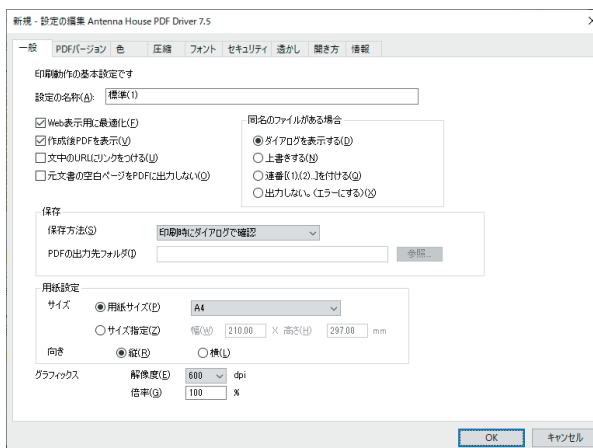 新規 - 設定の編集 Antenna House PDF Driver 7.5
一般 PDFバージョン 色 圧縮 フォント セキュリティ 透かし 開き方 情報
印刷動作の基本設定です
設定の名称(A): 標準(1)
☑Web表示用に最適化(F)
☑作成後PDFを表示(V)
☐文中のURLにリンクをつける(U)
☐元文書の空白ページをPDFに出力しない(O)
同名のファイルがある場合
ダイアログを表示する(D)
上書きする(N)
連番[(1),(2)...]を付ける(Q)
出力しない。(エラーにする)(X)
保存
保存方法(S) 印刷時にダイアログで確認
PDFの出力先フォルダ(I) 参照...
用紙設定
サイズ 用紙サイズ(P) A4
サイズ指定(Z) 幅(W) 210.00 X 高さ(H) 297.00 mm
向き 縦(R) 横(L)
グラフィックス 解像度(E) 600 dpi
倍率(G) 100 %
OK キャンセル